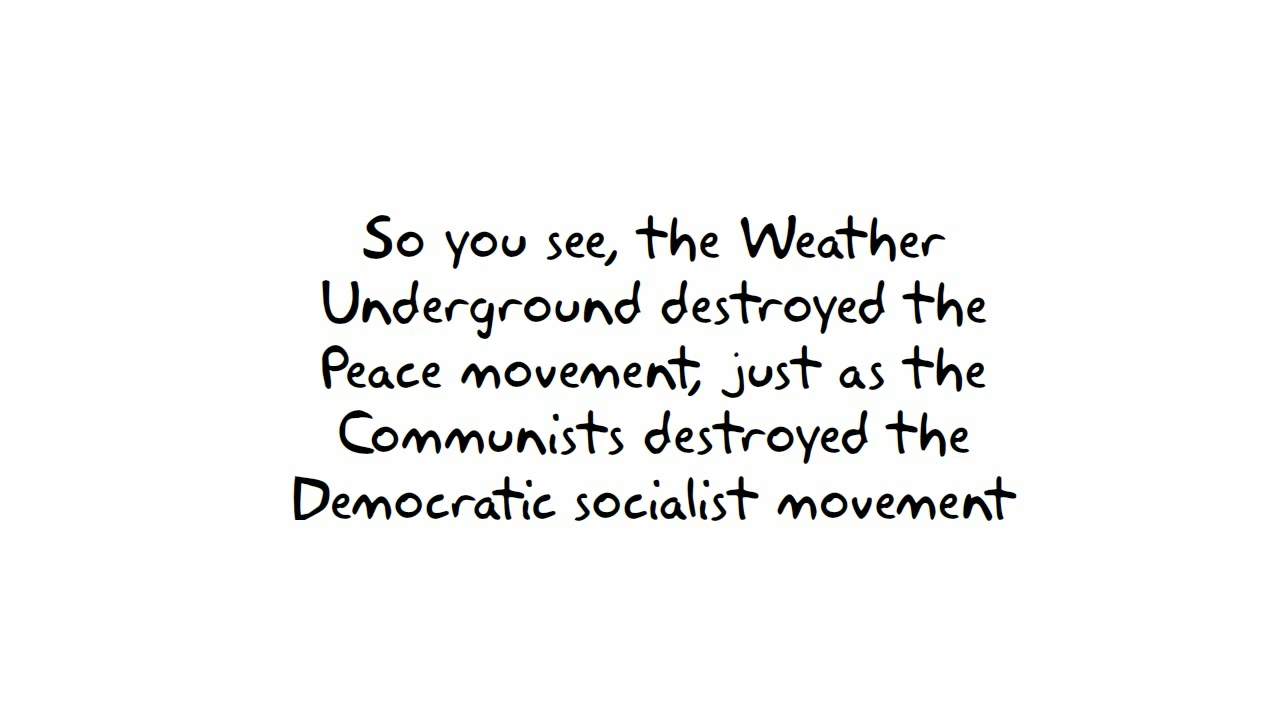 So you see, the Weather
Underground destroyed the
Peace movement, just as the
Communists destroyed the
Democratic socialist movement